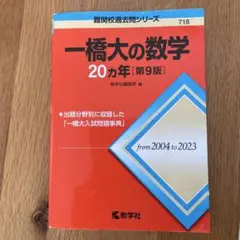 難関校過去問シリーズ
718
一橋大の数学
20カ年[第9版]
教学社編集部 編
◆出題分野別に収録した
「一橋大入試問題事典」
from 2004 to 2023
教学社